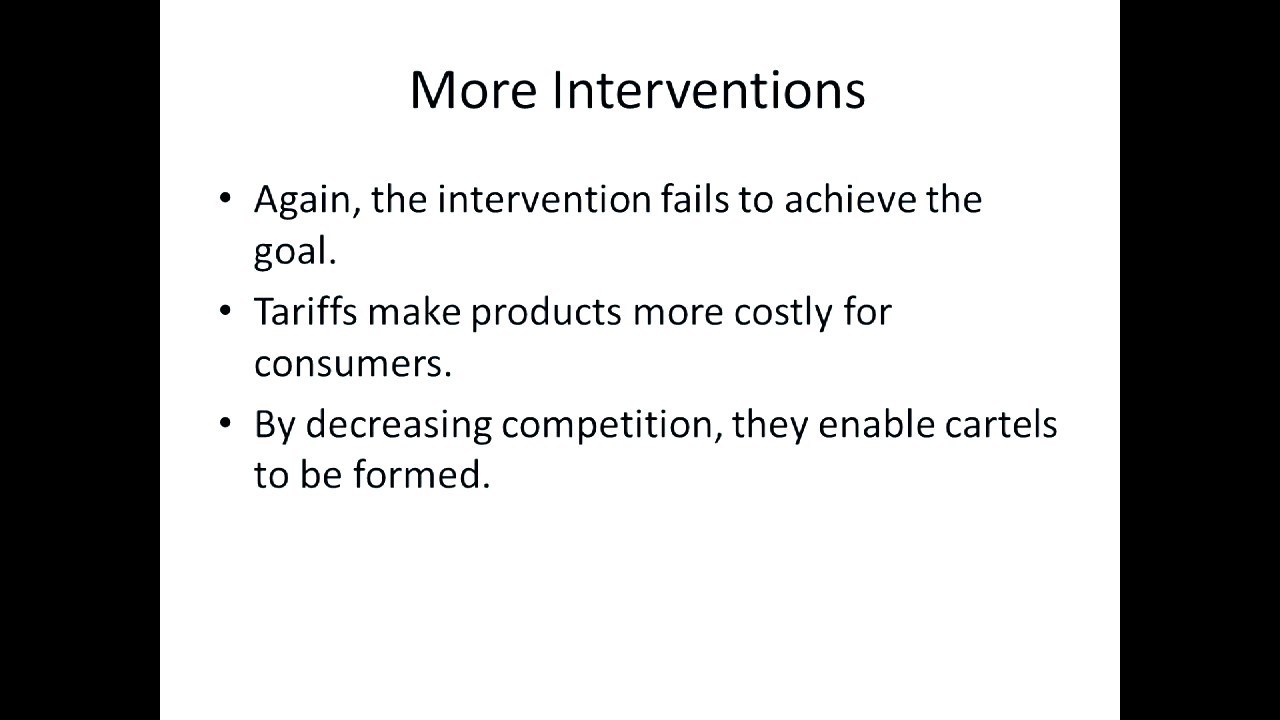 More Interventions
• Again, the intervention fails to achieve the
goal.
• Tariffs make products more costly for
consumers.
• By decreasing competition, they enable cartels
to be formed.